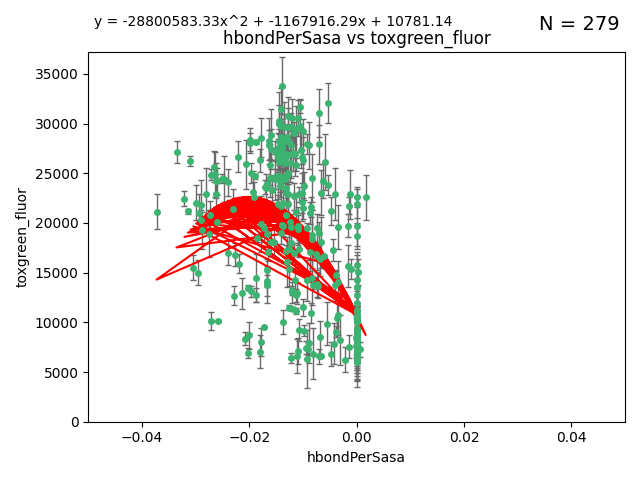 y = -28800583.33x^2 + -1167916.29x + 10781.14
N = 279
hbondPerSasa vs toxgreen_fluor
35000
30000
25000
20000
15000
10000
5000
0
toxgreen_fluor
−0.04
−0.02
0.00
0.02
0.04
hbondPerSasa